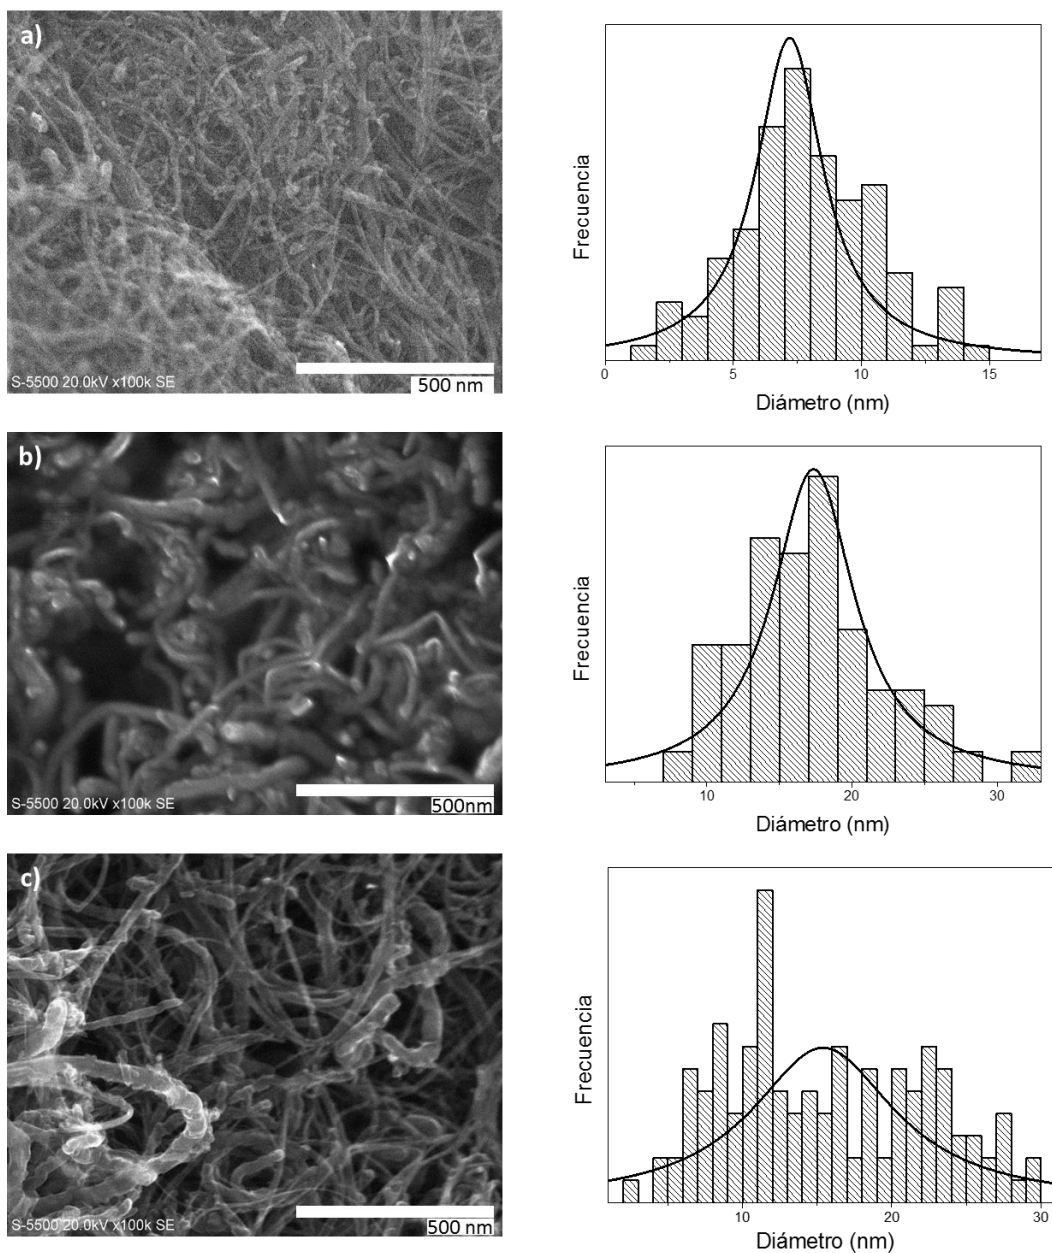 a)
S-5500 20.0kV x100k SE
500 nm
Frecuencia
0 5 10 15
Diámetro (nm)
b)
S-5500 20.0kV x100k SE
500nm
Frecuencia
10 20 30
Diámetro (nm)
c)
S-5500 20.0kV x100k SE
500 nm
Frecuencia
10 20 30
Diámetro (nm)